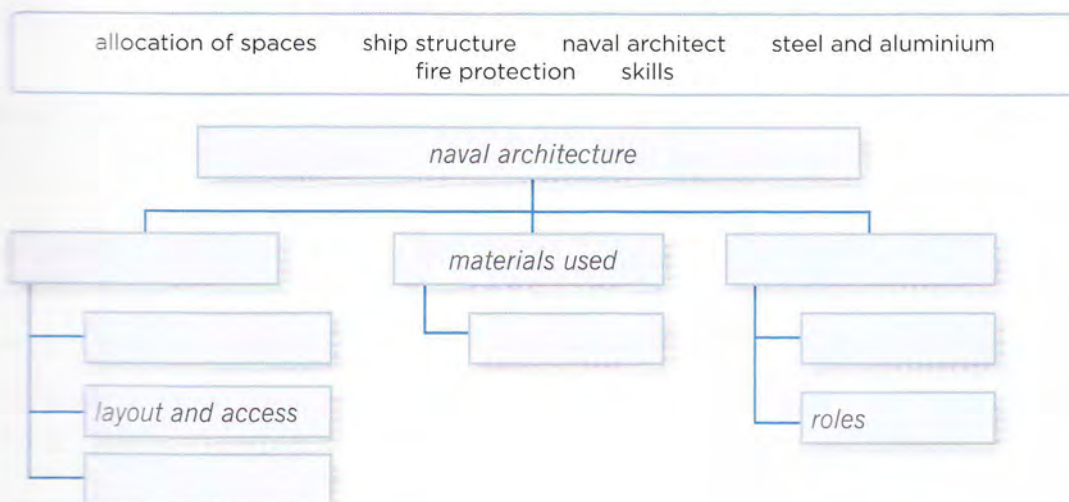 allocation of spaces ship structure naval architect steel and aluminium
fire protection skills
naval architecture
materials used
layout and access
roles